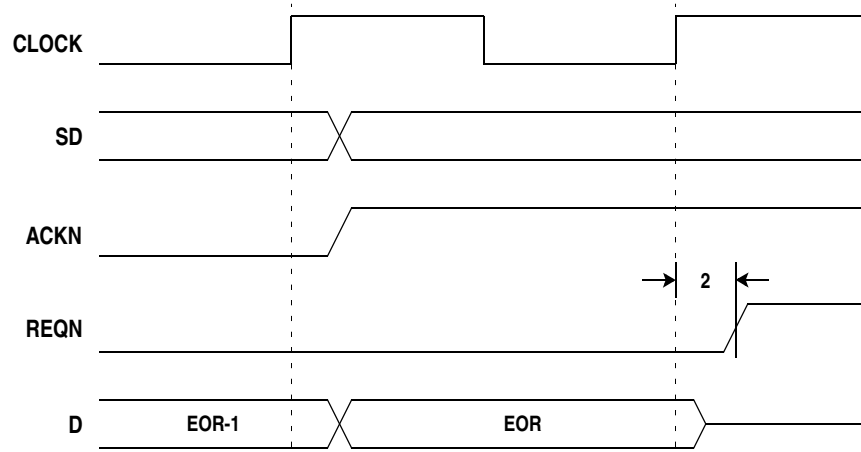 CLOCK
SD
ACKN
2
REQN
D EOR-1 EOR